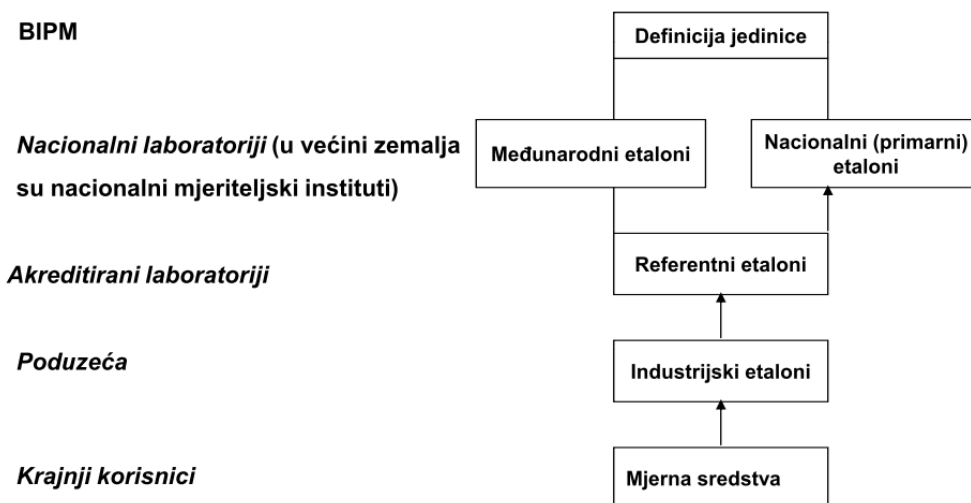 BIPM
Definicija jedinice
Nacionalni laboratoriji (u većini zemalja
su nacionalni mjeriteljski instituti)
Međunarodni etaloni
Nacionalni (primarni)
etaloni
Akreditirani laboratoriji
Referentni etaloni
Poduzeća
Industrijski etaloni
Krajnji korisnici
Mjerna sredstva